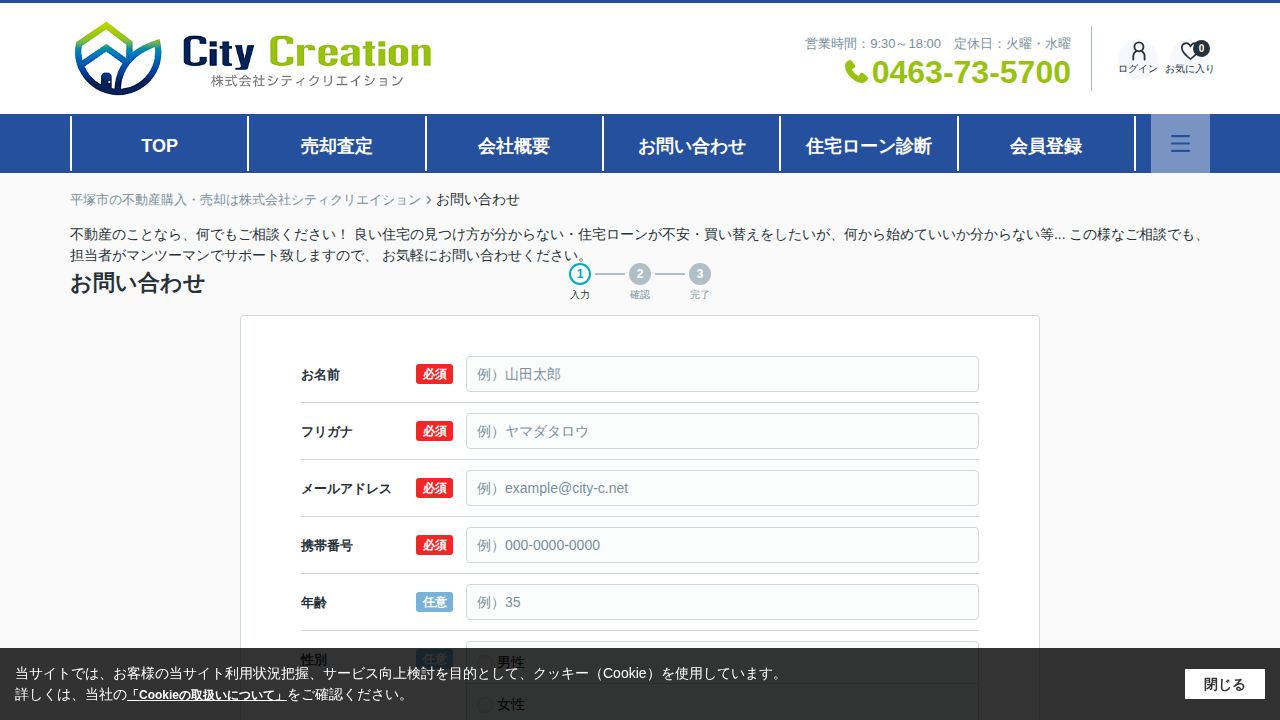 City Creation
株式会社シティクリエイション
営業時間：9:30～18:00　定休日：火曜・水曜
0463-73-5700
ログイン
お気に入り
0
TOP
売却査定
会社概要
お問い合わせ
住宅ローン診断
会員登録
平塚市の不動産購入・売却は株式会社シティクリエイション
お問い合わせ
不動産のことなら、何でもご相談ください！ 良い住宅の見つけ方が分からない・住宅ローンが不安・買い替えをしたいが、何から始めていいか分からない等... この様なご相談でも、
担当者がマンツーマンでサポート致しますので、 お気軽にお問い合わせください。
お問い合わせ
1
2
3
入力
確認
完了
お名前 必須 例）山田太郎
フリガナ 必須 例）ヤマダタロウ
メールアドレス 必須 例）example@city-c.net
携帯番号 必須 例）000-0000-0000
年齢 任意 例）35
性別 任意 男性
女性
当サイトでは、お客様の当サイト利用状況把握、サービス向上検討を目的として、クッキー（Cookie）を使用しています。
詳しくは、当社の「Cookieの取扱いについて」をご確認ください。
閉じる